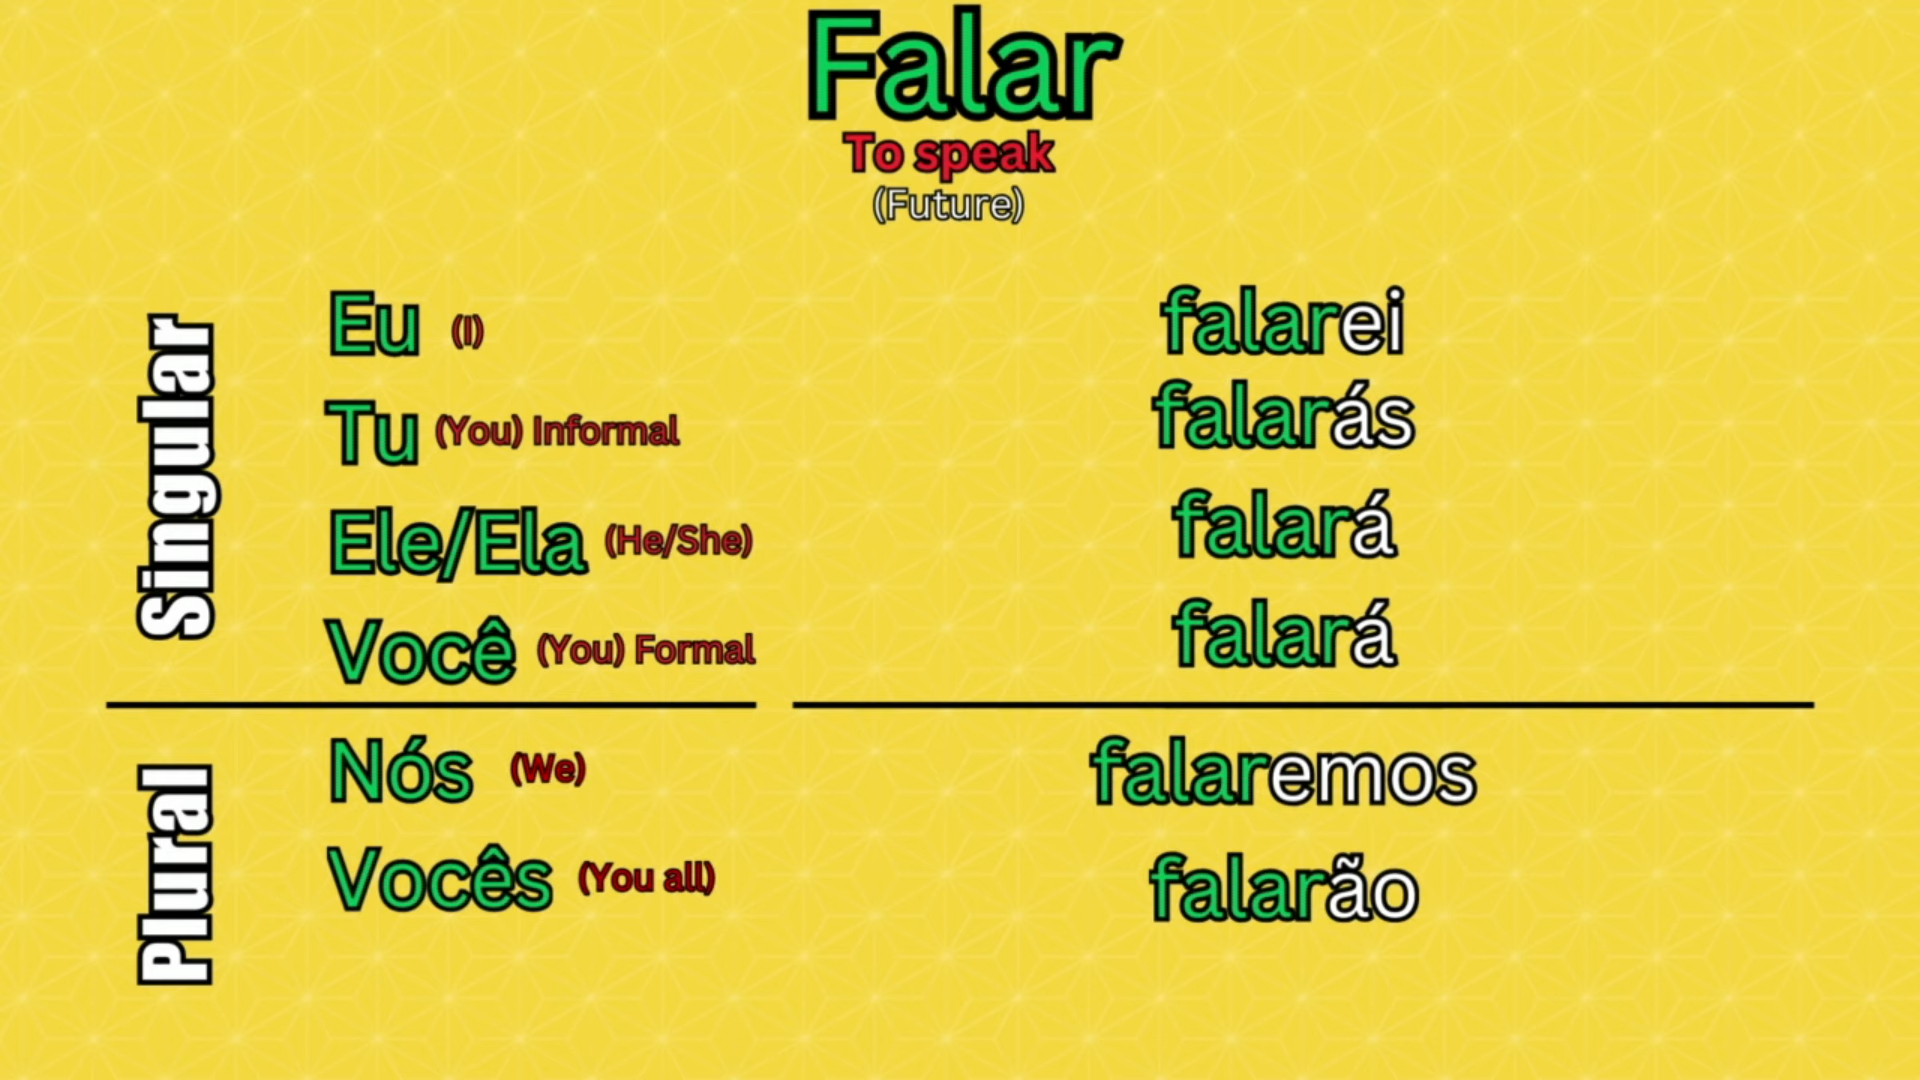 Falar
To speak
(Future)
Singular
Eu (I) falarei
Tu (You) Informal falarás
Ele/Ela (He/She) falará
Você (You) Formal falará
Plural
Nós (We) falaremos
Vocês (You all) falarão